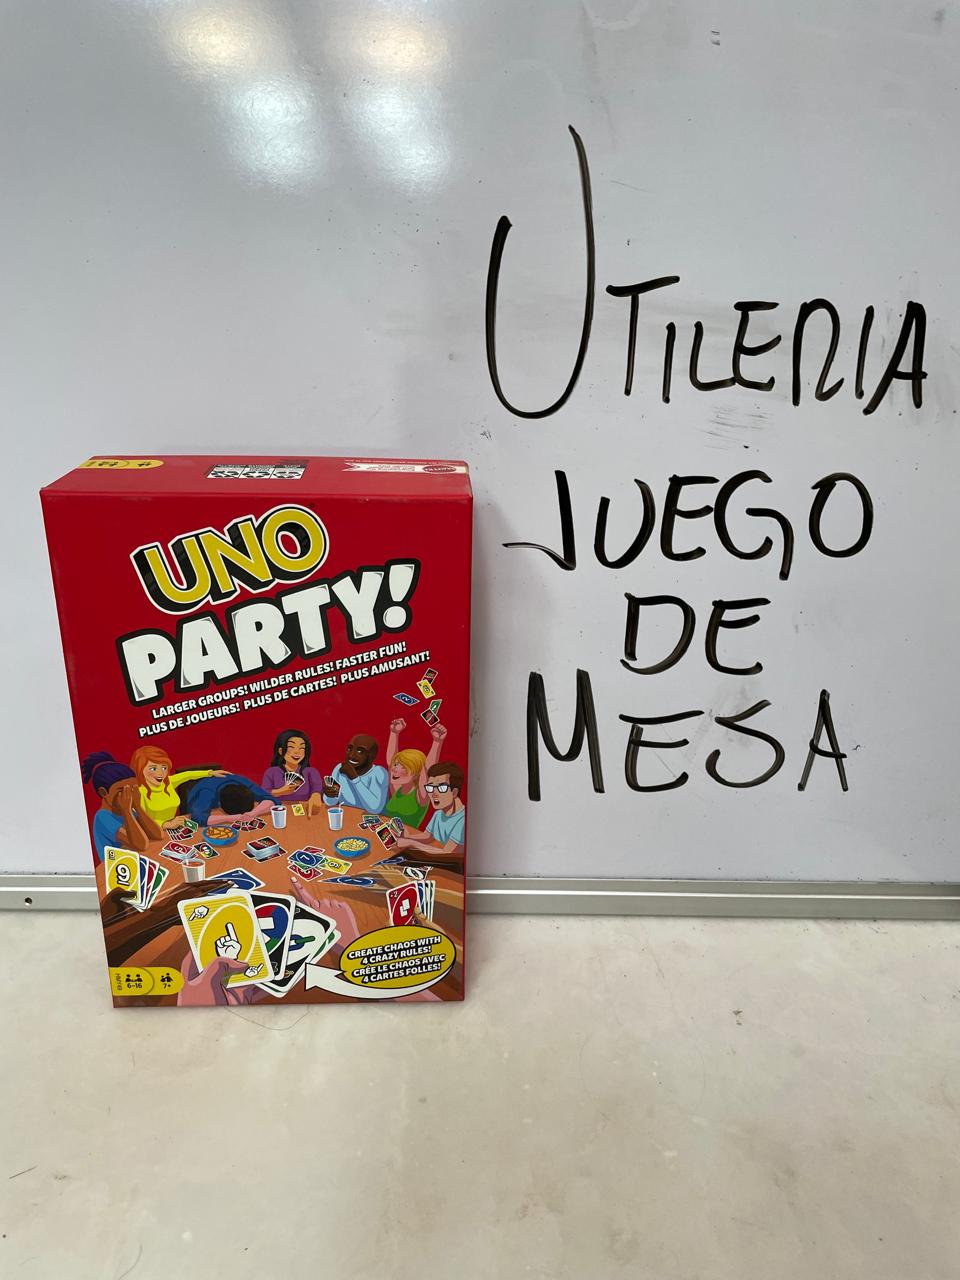 UTILERIA
JUEGO
DE
MESA
UNO
PARTY!
LARGER GROUPS! WILDER RULES! FASTER FUN!
PLUS DE JOUEURS! PLUS DE CARTES! PLUS AMUSANT!
CREATE CHAOS WITH
4 CRAZY RULES!
CRÉE LE CHAOS AVEC
4 CARTES FOLLES!
6-16
7+